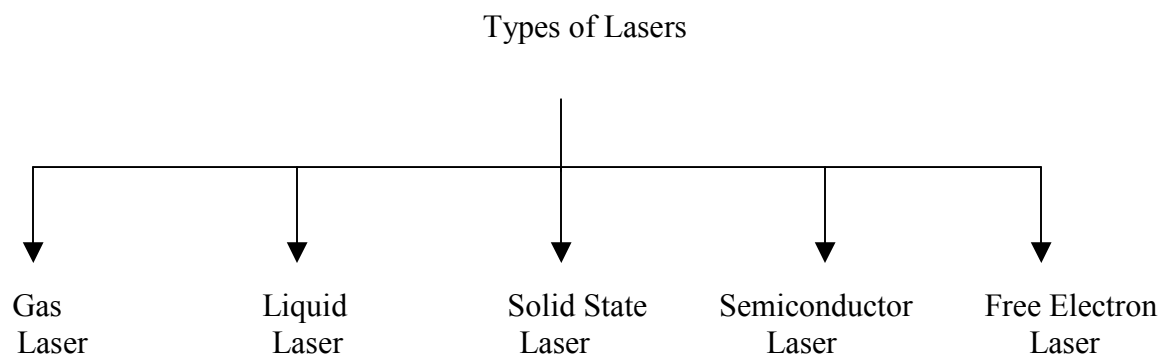 Types of Lasers
Gas Laser
Liquid Laser
Solid State Laser
Semiconductor Laser
Free Electron Laser